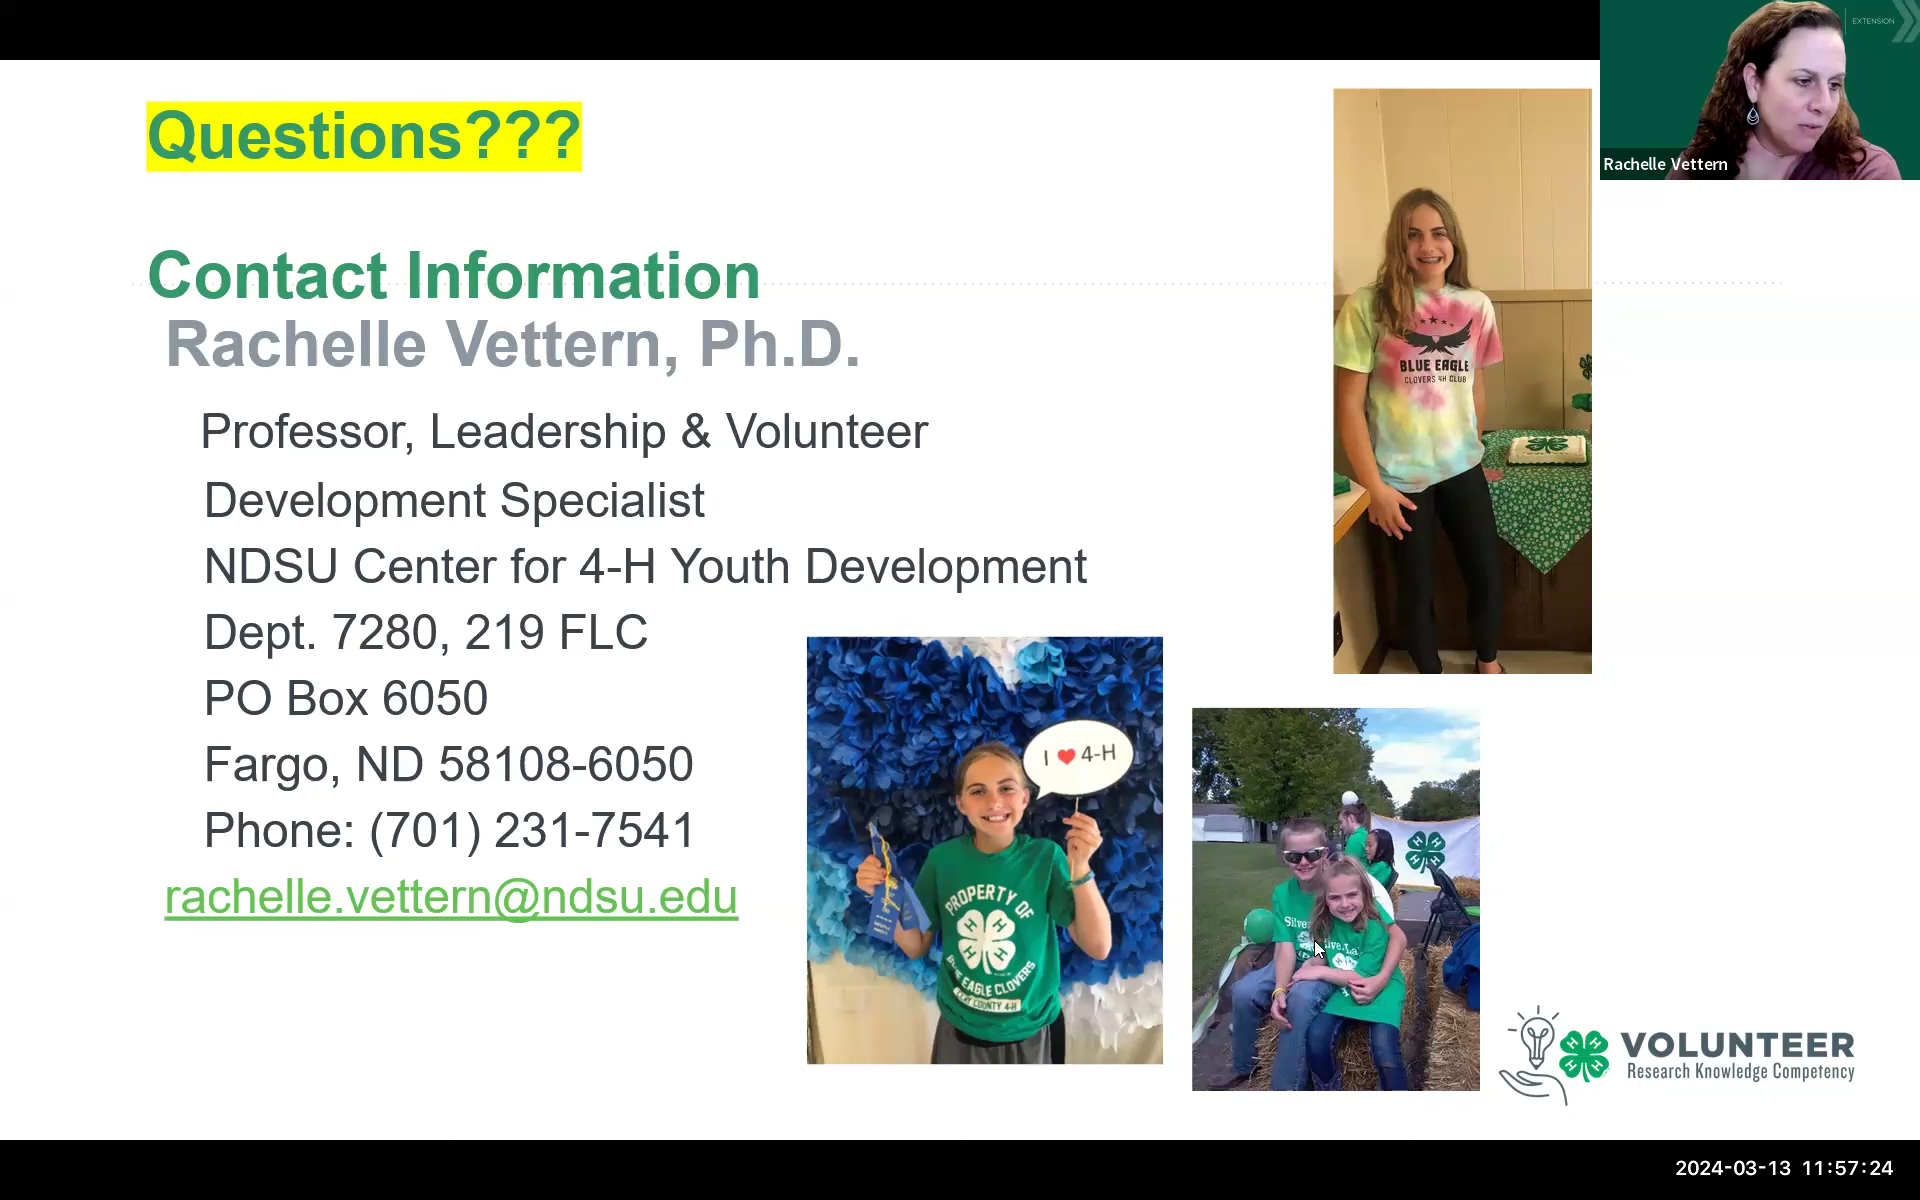 EXTENSION
Rachelle Vettern
Questions???
Contact Information
Rachelle Vettern, Ph.D.
Professor, Leadership & Volunteer
Development Specialist
NDSU Center for 4-H Youth Development
Dept. 7280, 219 FLC
PO Box 6050
Fargo, ND 58108-6050
Phone: (701) 231-7541
rachelle.vettern@ndsu.edu
BLUE EAGLE
CLOVERS 4H CLUB
I ♥ 4-H
PROPERTY OF
H H
H H
BLUE EAGLE CLOVERS
COUNTY 4-H
H H
H H
VOLUNTEER
Research Knowledge Competency
2024-03-13 11:57:24